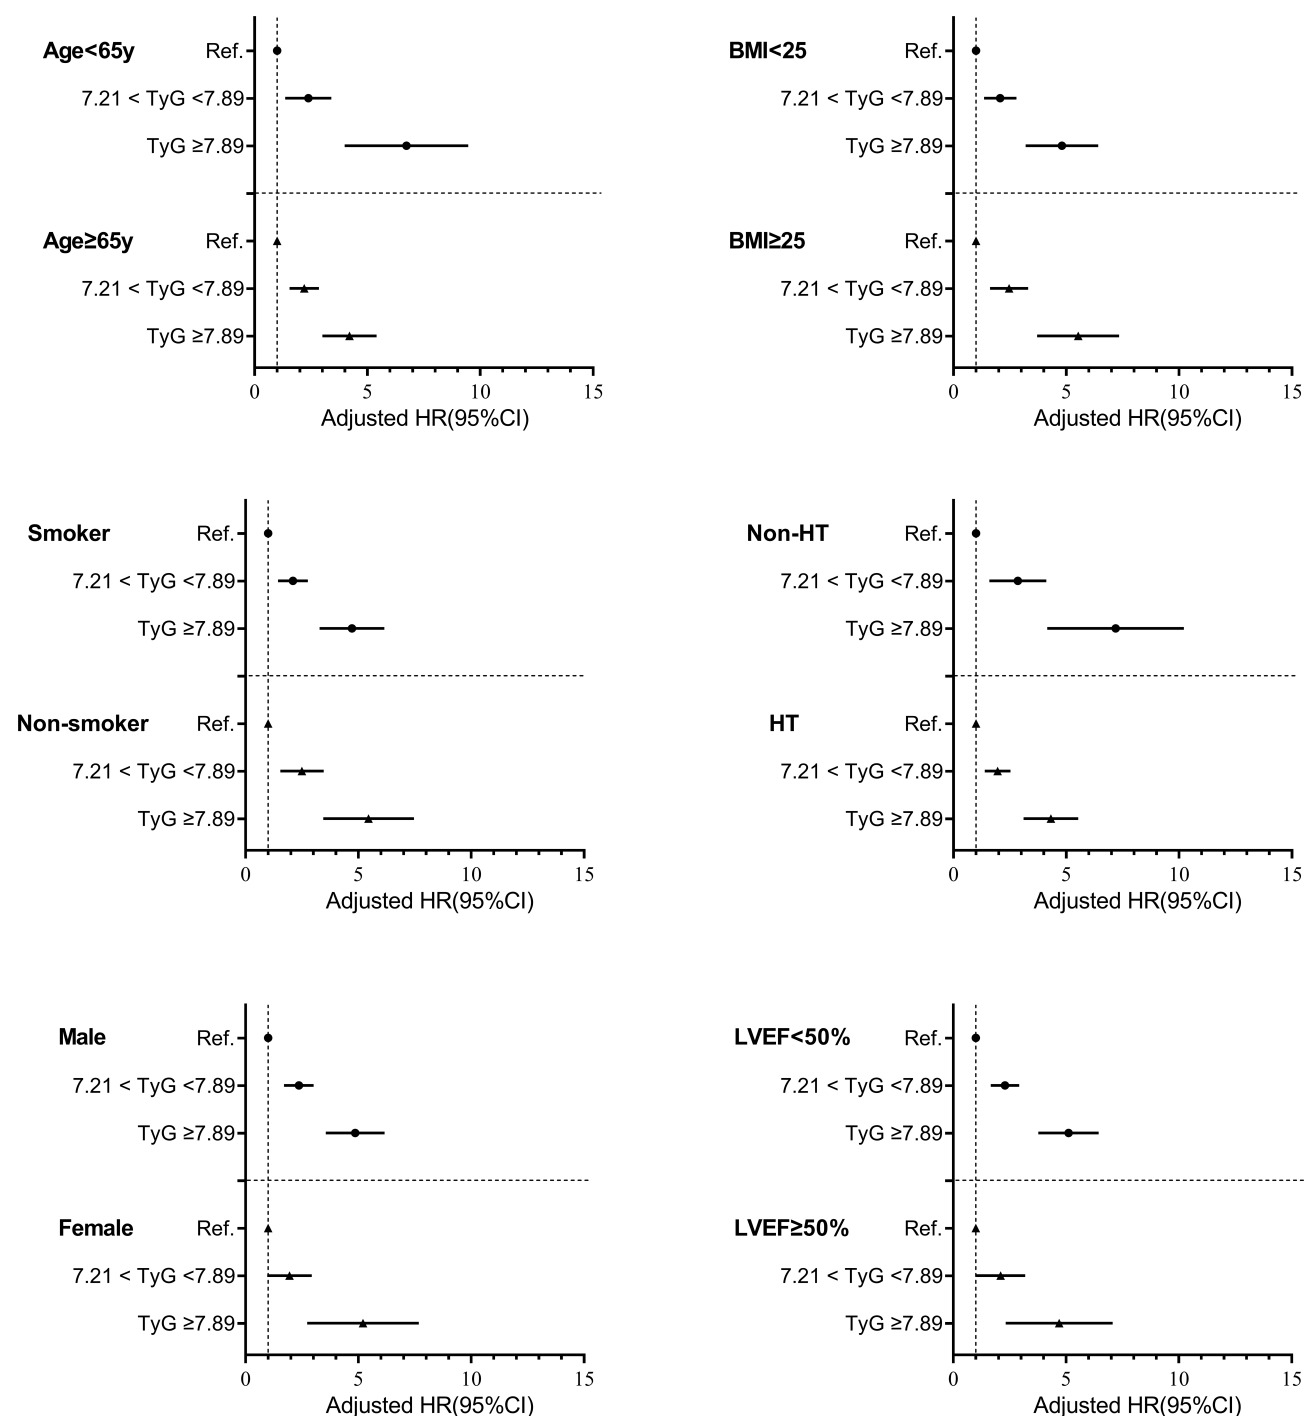 Age<65y Ref.
7.21 < TyG <7.89
TyG ≥7.89
Age≥65y Ref.
7.21 < TyG <7.89
TyG ≥7.89
0 5 10 15
Adjusted HR(95%CI)
BMI<25 Ref.
7.21 < TyG <7.89
TyG ≥7.89
BMI≥25 Ref.
7.21 < TyG <7.89
TyG ≥7.89
0 5 10 15
Adjusted HR(95%CI)
Smoker Ref.
7.21 < TyG <7.89
TyG ≥7.89
Non-smoker Ref.
7.21 < TyG <7.89
TyG ≥7.89
0 5 10 15
Adjusted HR(95%CI)
Non-HT Ref.
7.21 < TyG <7.89
TyG ≥7.89
HT Ref.
7.21 < TyG <7.89
TyG ≥7.89
0 5 10 15
Adjusted HR(95%CI)
Male Ref.
7.21 < TyG <7.89
TyG ≥7.89
Female Ref.
7.21 < TyG <7.89
TyG ≥7.89
0 5 10 15
Adjusted HR(95%CI)
LVEF<50% Ref.
7.21 < TyG <7.89
TyG ≥7.89
LVEF≥50% Ref.
7.21 < TyG <7.89
TyG ≥7.89
0 5 10 15
Adjusted HR(95%CI)